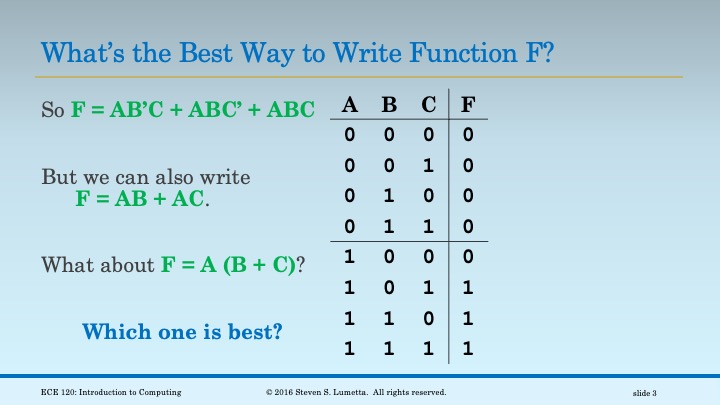 What's the Best Way to Write Function F?
So F = AB'C + ABC' + ABC
But we can also write
F = AB + AC.
What about F = A (B + C)?
Which one is best?
A B C F
0 0 0 0
0 0 1 0
0 1 0 0
0 1 1 0
1 0 0 0
1 0 1 1
1 1 0 1
1 1 1 1
ECE 120: Introduction to Computing
© 2016 Steven S. Lumetta. All rights reserved.
slide 3